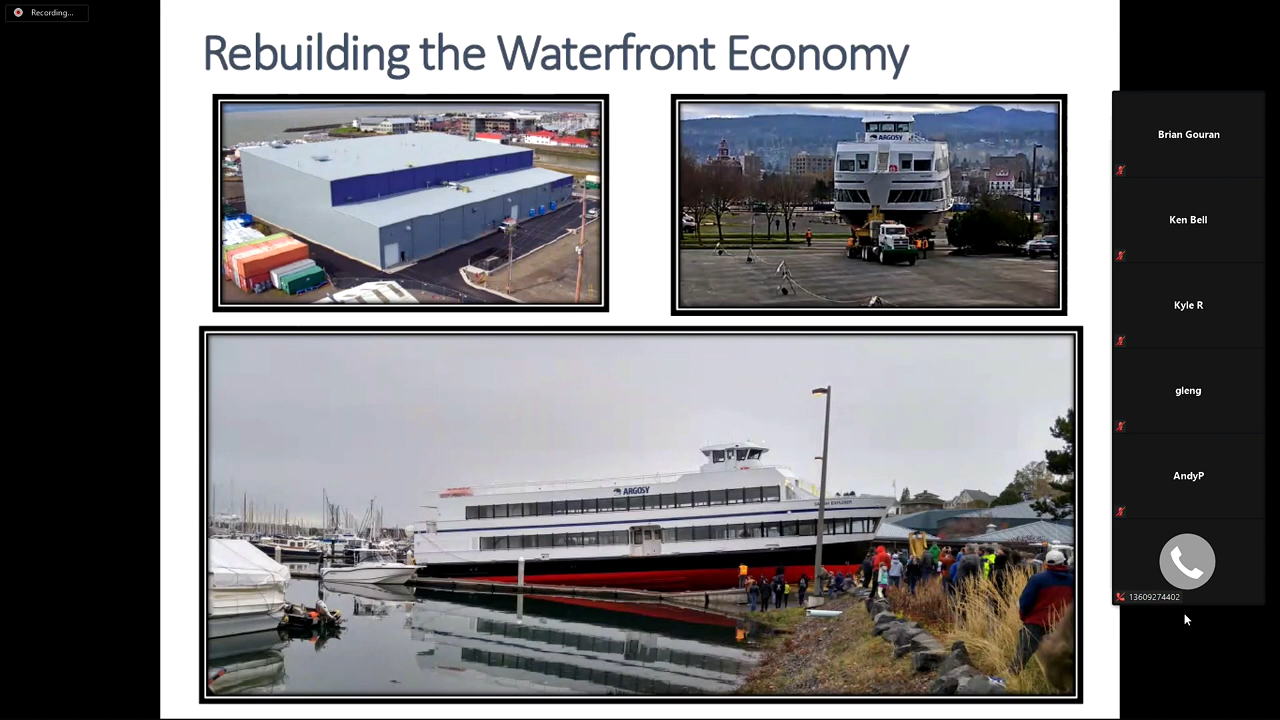 Recording...
Rebuilding the Waterfront Economy
ARGOSY
ARGOSY
Brian Gouran
Ken Bell
Kyle R
gleng
AndyP
13609274402